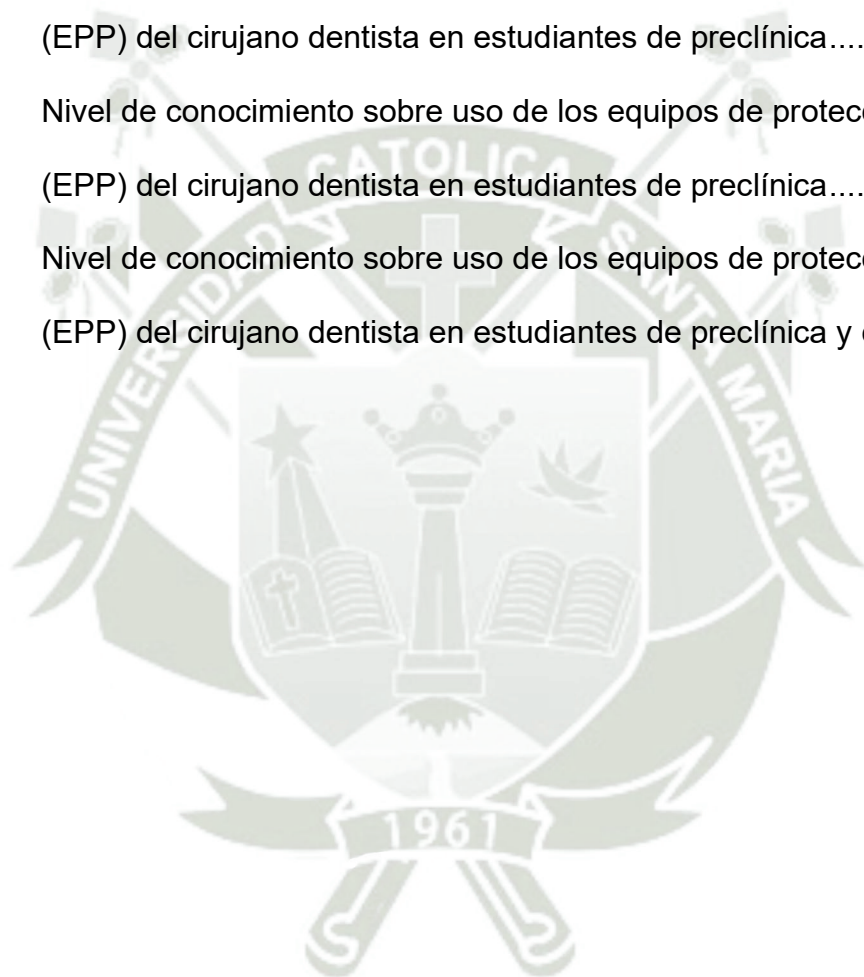 (EPP) del cirujano dentista en estudiantes de preclínica....
Nivel de conocimiento sobre uso de los equipos de protec
(EPP) del cirujano dentista en estudiantes de preclínica....
Nivel de conocimiento sobre uso de los equipos de protec
(EPP) del cirujano dentista en estudiantes de preclínica y
UNIVERSIDAD CATOLICA SANTA MARIA
1961